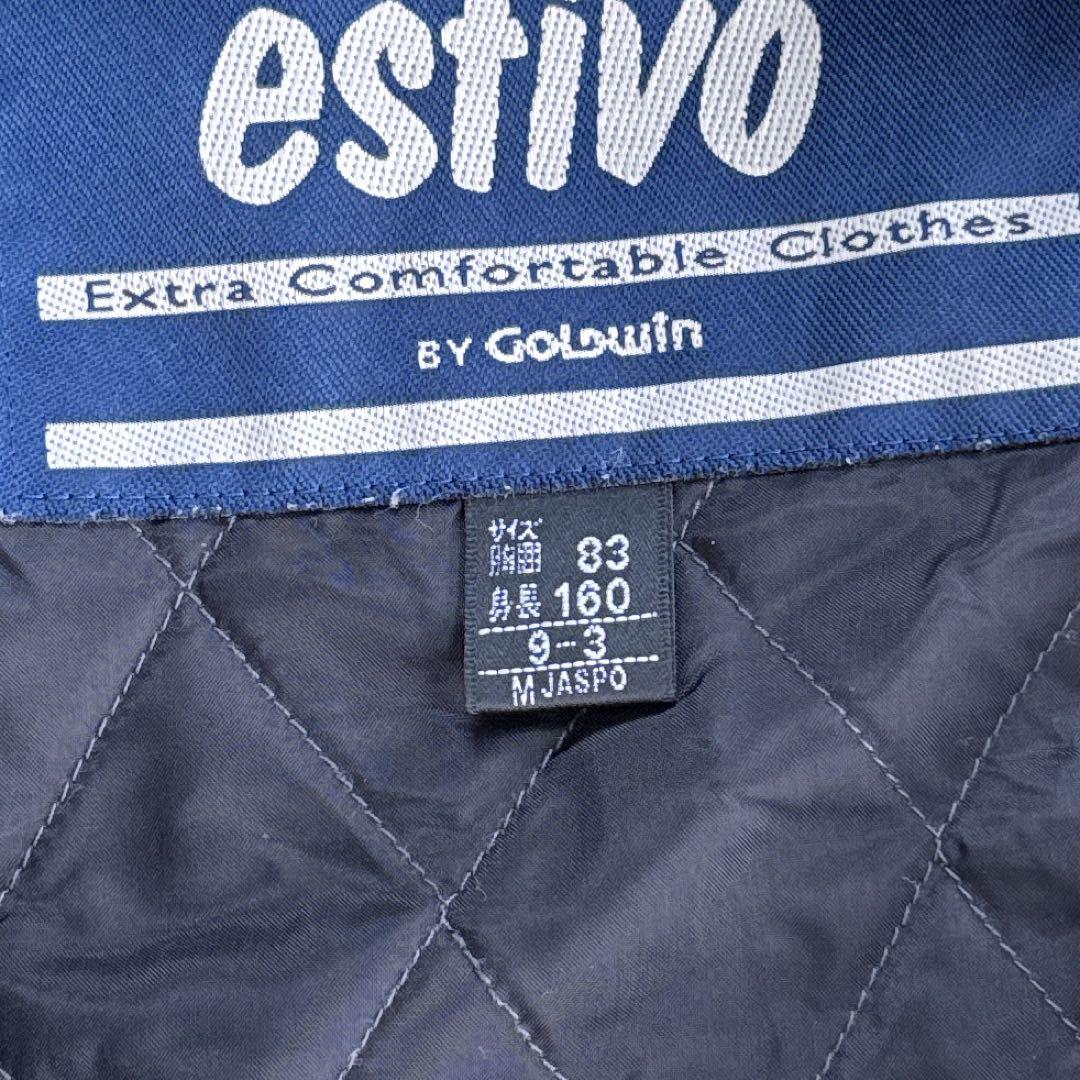 estivo
Extra Comfortable Clothes
BY GOLDWIN
サイズ
胸囲 83
身長 160
9-3
M JASPO